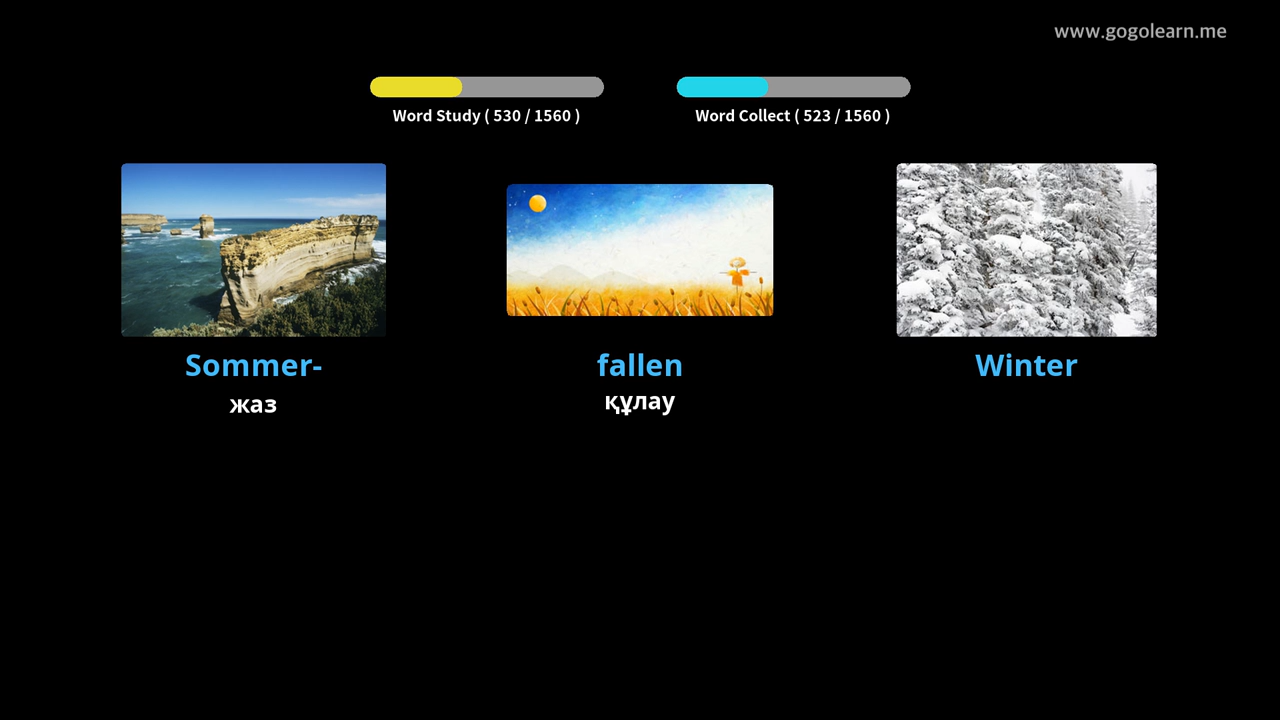 www.gogolearn.me
Word Study ( 530 / 1560 )
Word Collect ( 523 / 1560 )
Sommer-
fallen
Winter
жаз
құлау